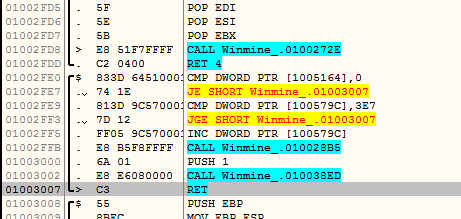 01002FD5 . 5F POP EDI
01002FD6 . 5E POP ESI
01002FD7 . 5B POP EBX
01002FD8 > E8 51F7FFFF CALL Winmine_.0100272E
01002FDD . C2 0400 RET 4
01002FE0 $ 833D 64510001 CMP DWORD PTR [1005164],0
01002FE7 . 74 1E JE SHORT Winmine_.01003007
01002FE9 . 813D 9C570001 CMP DWORD PTR [100579C],3E7
01002FF3 . 7D 12 JGE SHORT Winmine_.01003007
01002FF5 . FF05 9C570001 INC DWORD PTR [100579C]
01002FFB . E8 B5F8FFFF CALL Winmine_.010028B5
01003000 . 6A 01 PUSH 1
01003002 . E8 E6080000 CALL Winmine_.010038ED
01003007 > C3 RET
01003008 $ 55 PUSH EBP
01003009 . 8BEC MOV EBP,ESP